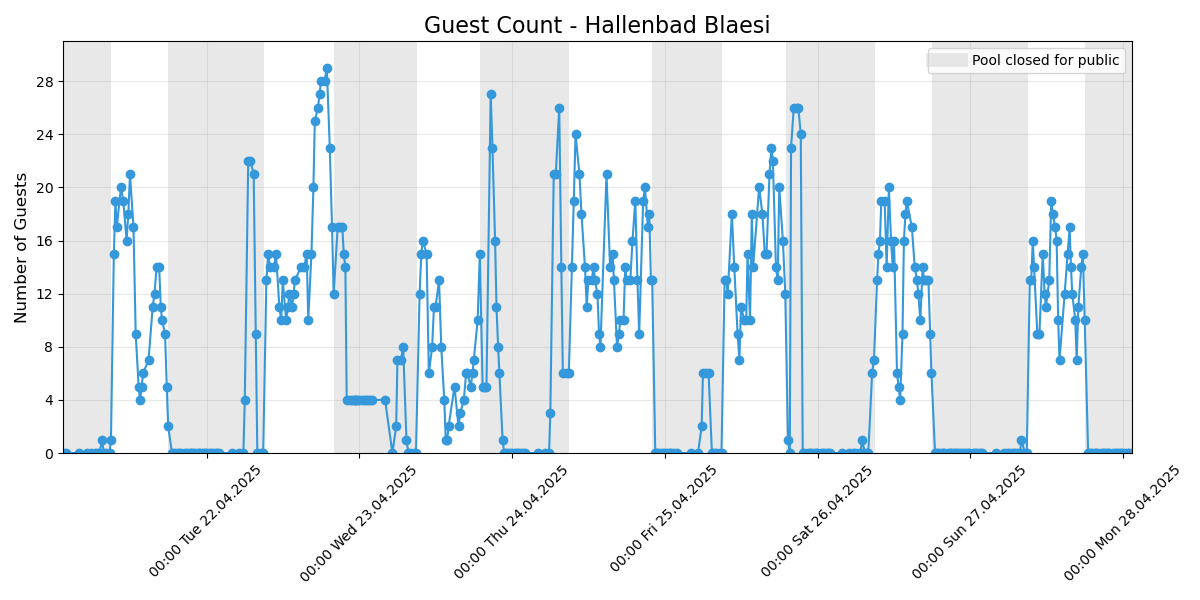 Guest Count - Hallenbad Blaesi
Pool closed for public
Number of Guests
28
24
20
16
12
8
4
0
00:00 Tue 22.04.2025
00:00 Wed 23.04.2025
00:00 Thu 24.04.2025
00:00 Fri 25.04.2025
00:00 Sat 26.04.2025
00:00 Sun 27.04.2025
00:00 Mon 28.04.2025